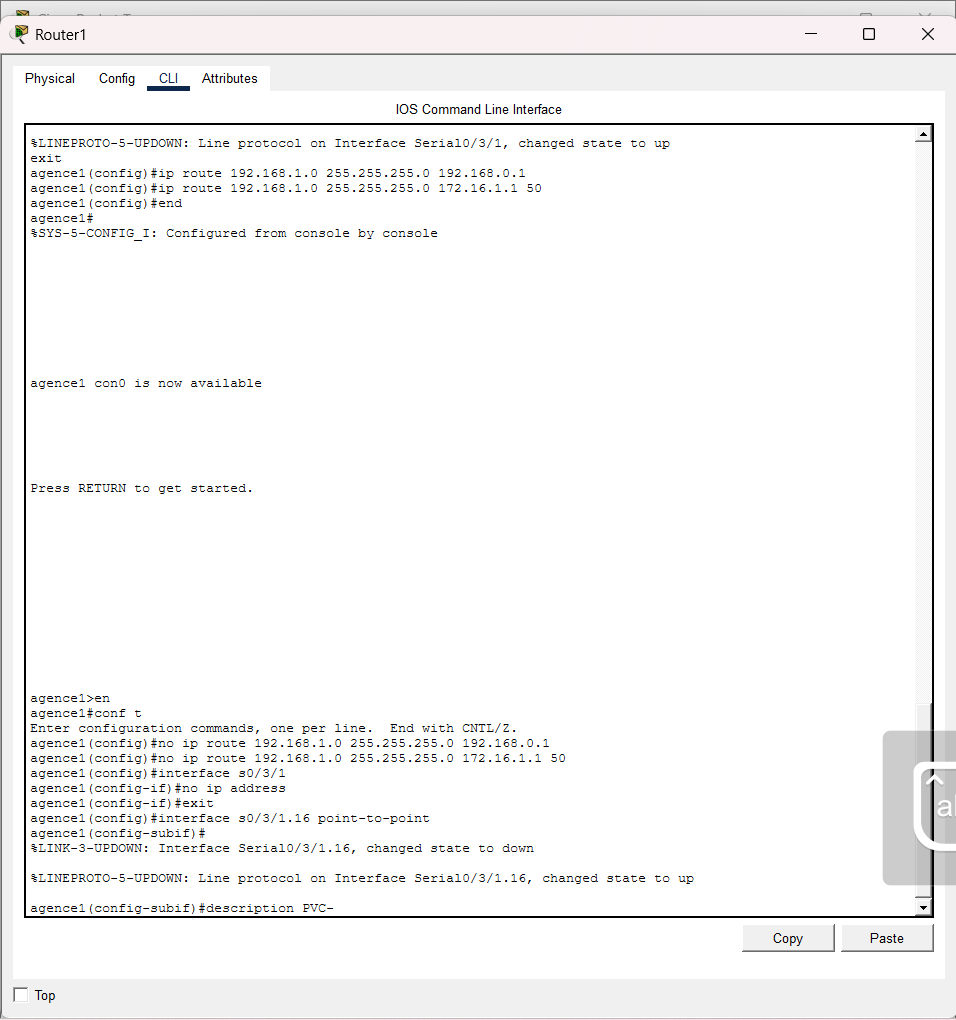 Router1
Physical Config CLI Attributes
IOS Command Line Interface
%LINEPROTO-5-UPDOWN: Line protocol on Interface Serial0/3/1, changed state to up
exit
agence1(config)#ip route 192.168.1.0 255.255.255.0 192.168.0.1
agence1(config)#ip route 192.168.1.0 255.255.255.0 172.16.1.1 50
agence1(config)#end
agence1#
%SYS-5-CONFIG_I: Configured from console by console
agence1 con0 is now available
Press RETURN to get started.
agence1>en
agence1#conf t
Enter configuration commands, one per line.  End with CNTL/Z.
agence1(config)#no ip route 192.168.1.0 255.255.255.0 192.168.0.1
agence1(config)#no ip route 192.168.1.0 255.255.255.0 172.16.1.1 50
agence1(config)#interface s0/3/1
agence1(config-if)#no ip address
agence1(config-if)#exit
agence1(config)#interface s0/3/1.16 point-to-point
agence1(config-subif)#
%LINK-3-UPDOWN: Interface Serial0/3/1.16, changed state to down
%LINEPROTO-5-UPDOWN: Line protocol on Interface Serial0/3/1.16, changed state to up
agence1(config-subif)#description PVC-
Copy Paste
Top